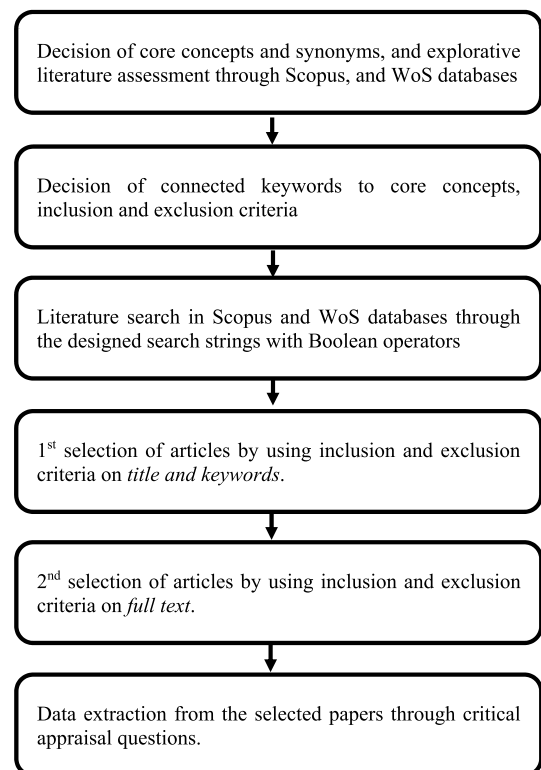 Decision of core concepts and synonyms, and explorative
literature assessment through Scopus, and WoS databases
Decision of connected keywords to core concepts,
inclusion and exclusion criteria
Literature search in Scopus and WoS databases through
the designed search strings with Boolean operators
1st selection of articles by using inclusion and exclusion
criteria on title and keywords.
2nd selection of articles by using inclusion and exclusion
criteria on full text.
Data extraction from the selected papers through critical
appraisal questions.